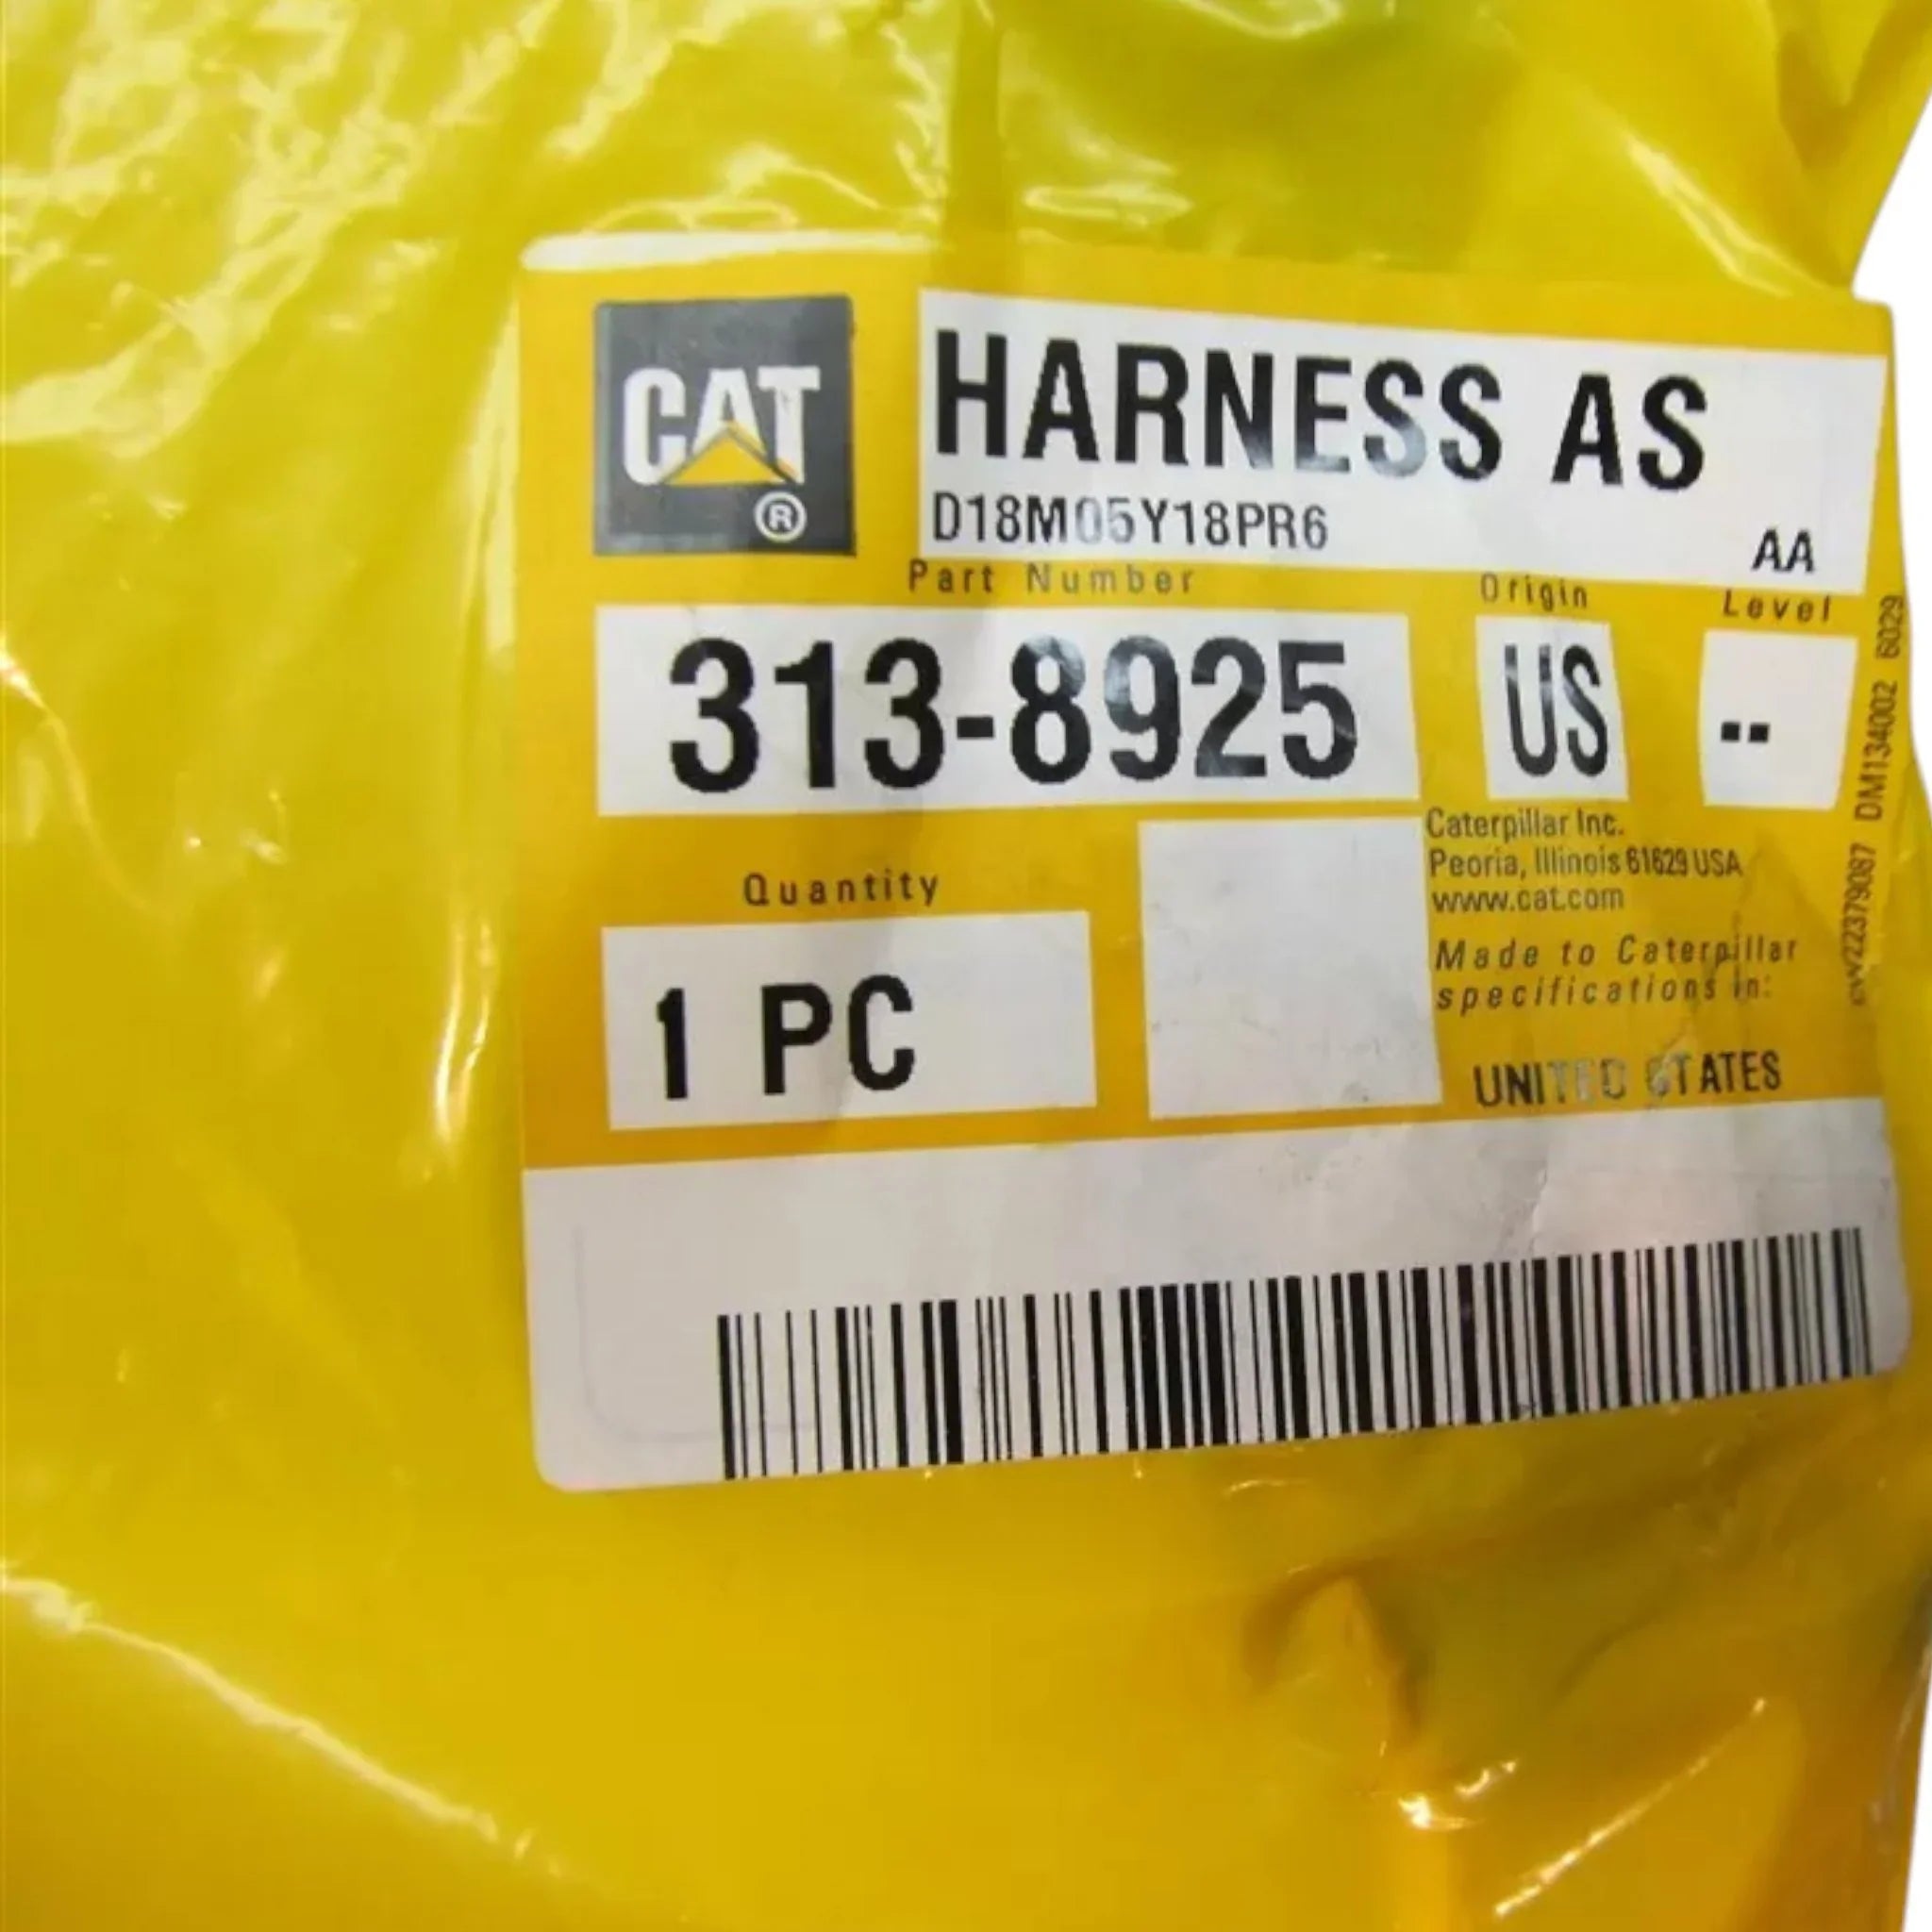 CAT
®
HARNESS AS
D18M05Y18PR6
AA
Part Number
Origin
Level
313-8925
US
--
Caterpillar Inc.
Peoria, Illinois 61629 USA
www.cat.com
Quantity
1 PC
Made to Caterpillar
specifications in:
UNITED STATES
DM134002 6029